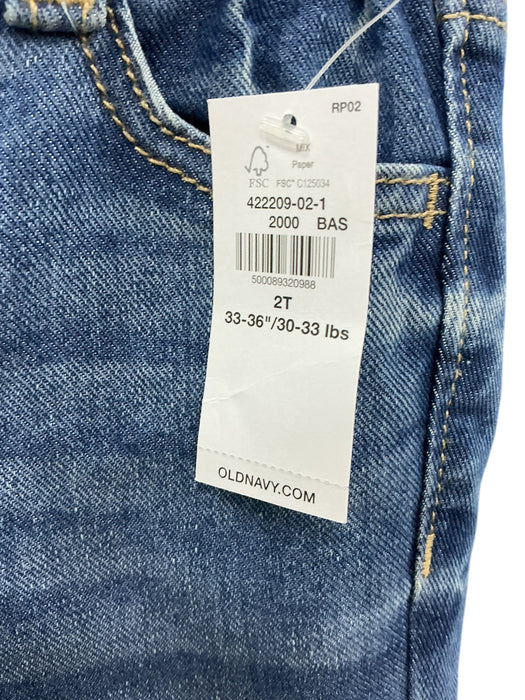 RP02
MIX
Paper
FSC FSC® C125034
422209-02-1
2000 BAS
500089320988
2T
33-36"/30-33 lbs
OLDNAVY.COM